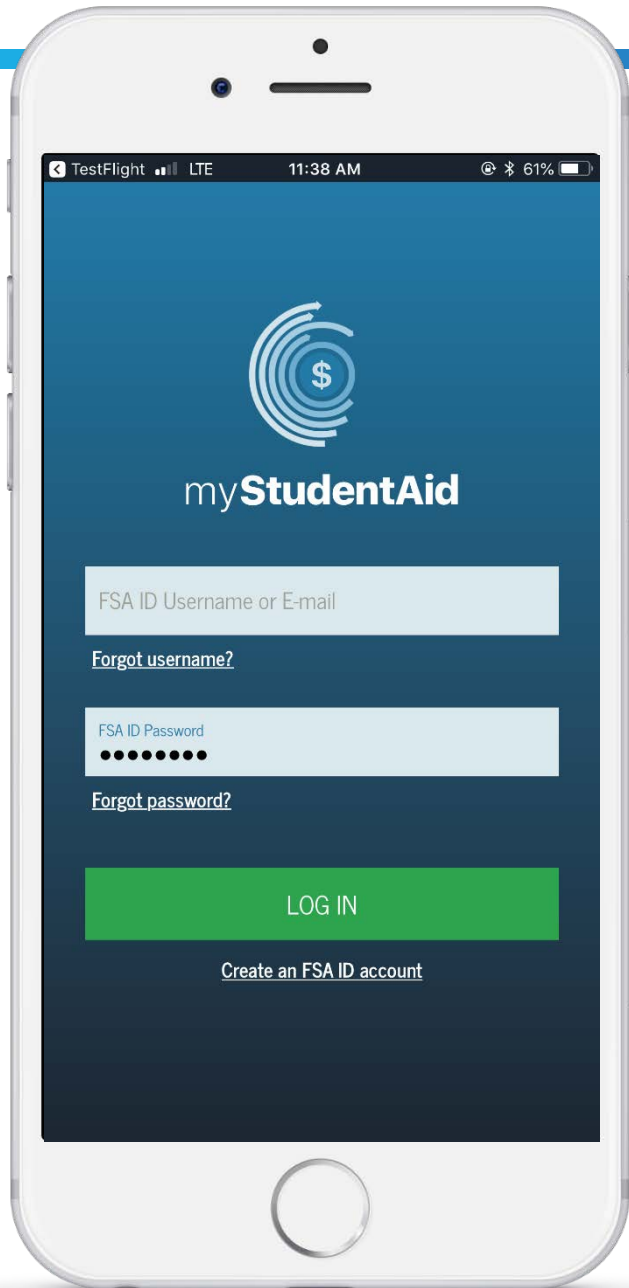 TestFlight LTE 11:38 AM 61%
$
myStudentAid
FSA ID Username or E-mail
Forgot username?
FSA ID Password
Forgot password?
LOG IN
Create an FSA ID account